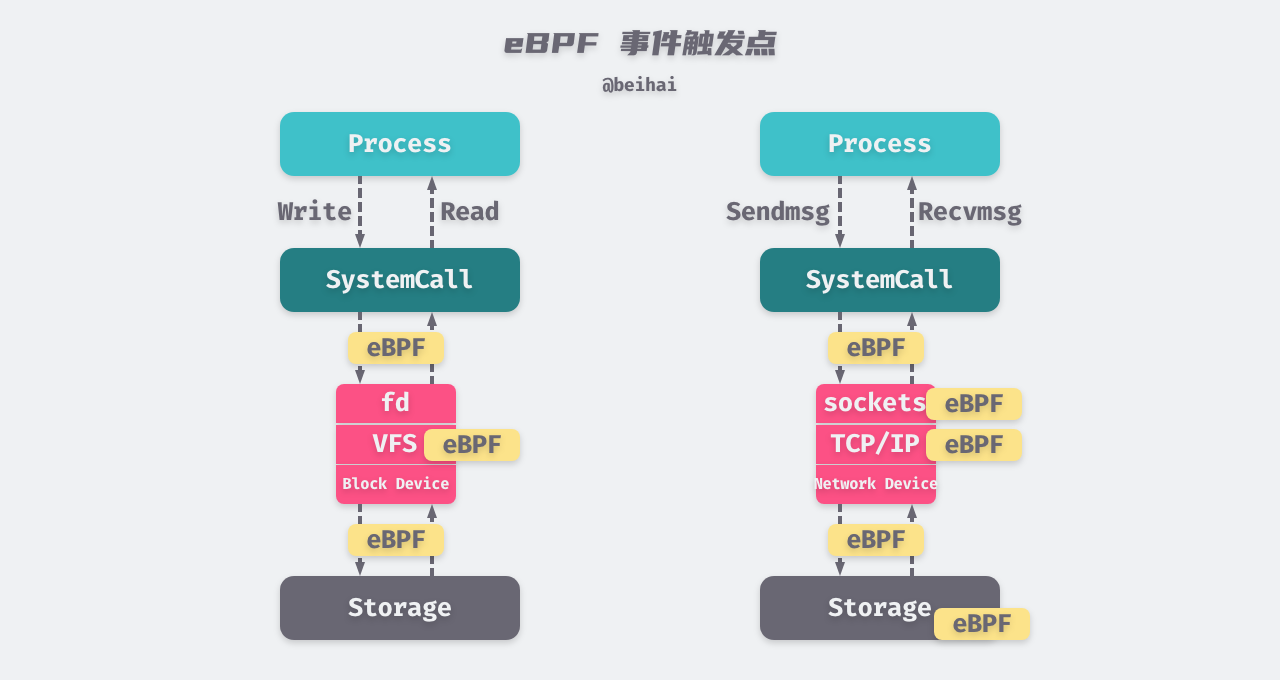 eBPF 事件触发点
@beihai
Process
Write
Read
SystemCall
eBPF
fd
VFS
eBPF
Block Device
eBPF
Storage
Process
Sendmsg
Recvmsg
SystemCall
eBPF
sockets
eBPF
TCP/IP
eBPF
Network Device
eBPF
Storage
eBPF